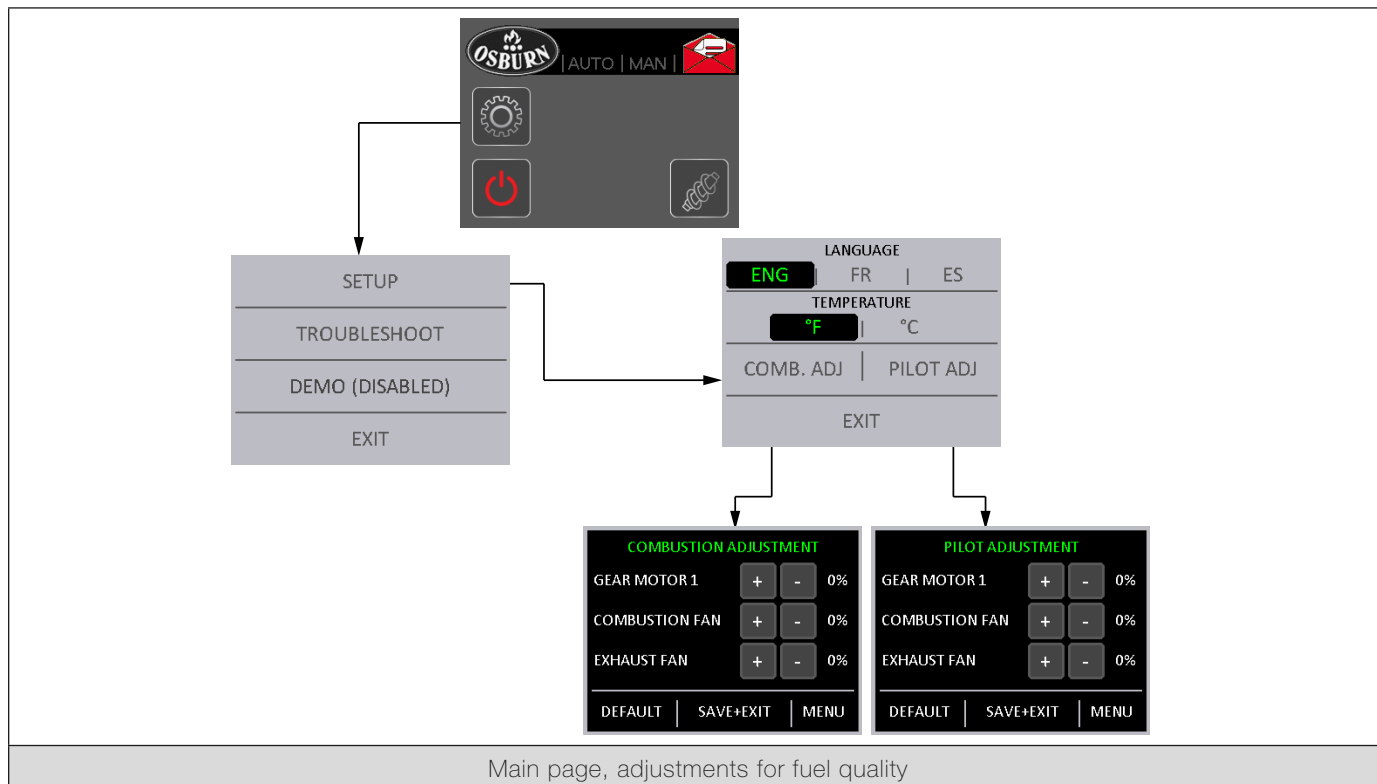 OSBURN | AUTO | MAN |
SETUP
TROUBLESHOOT
DEMO (DISABLED)
EXIT
LANGUAGE
ENG | FR | ES
TEMPERATURE
°F | °C
COMB. ADJ | PILOT ADJ
EXIT
COMBUSTION ADJUSTMENT
GEAR MOTOR 1 + - 0%
COMBUSTION FAN + - 0%
EXHAUST FAN + - 0%
DEFAULT | SAVE+EXIT | MENU
PILOT ADJUSTMENT
GEAR MOTOR 1 + - 0%
COMBUSTION FAN + - 0%
EXHAUST FAN + - 0%
DEFAULT | SAVE+EXIT | MENU
Main page, adjustments for fuel quality